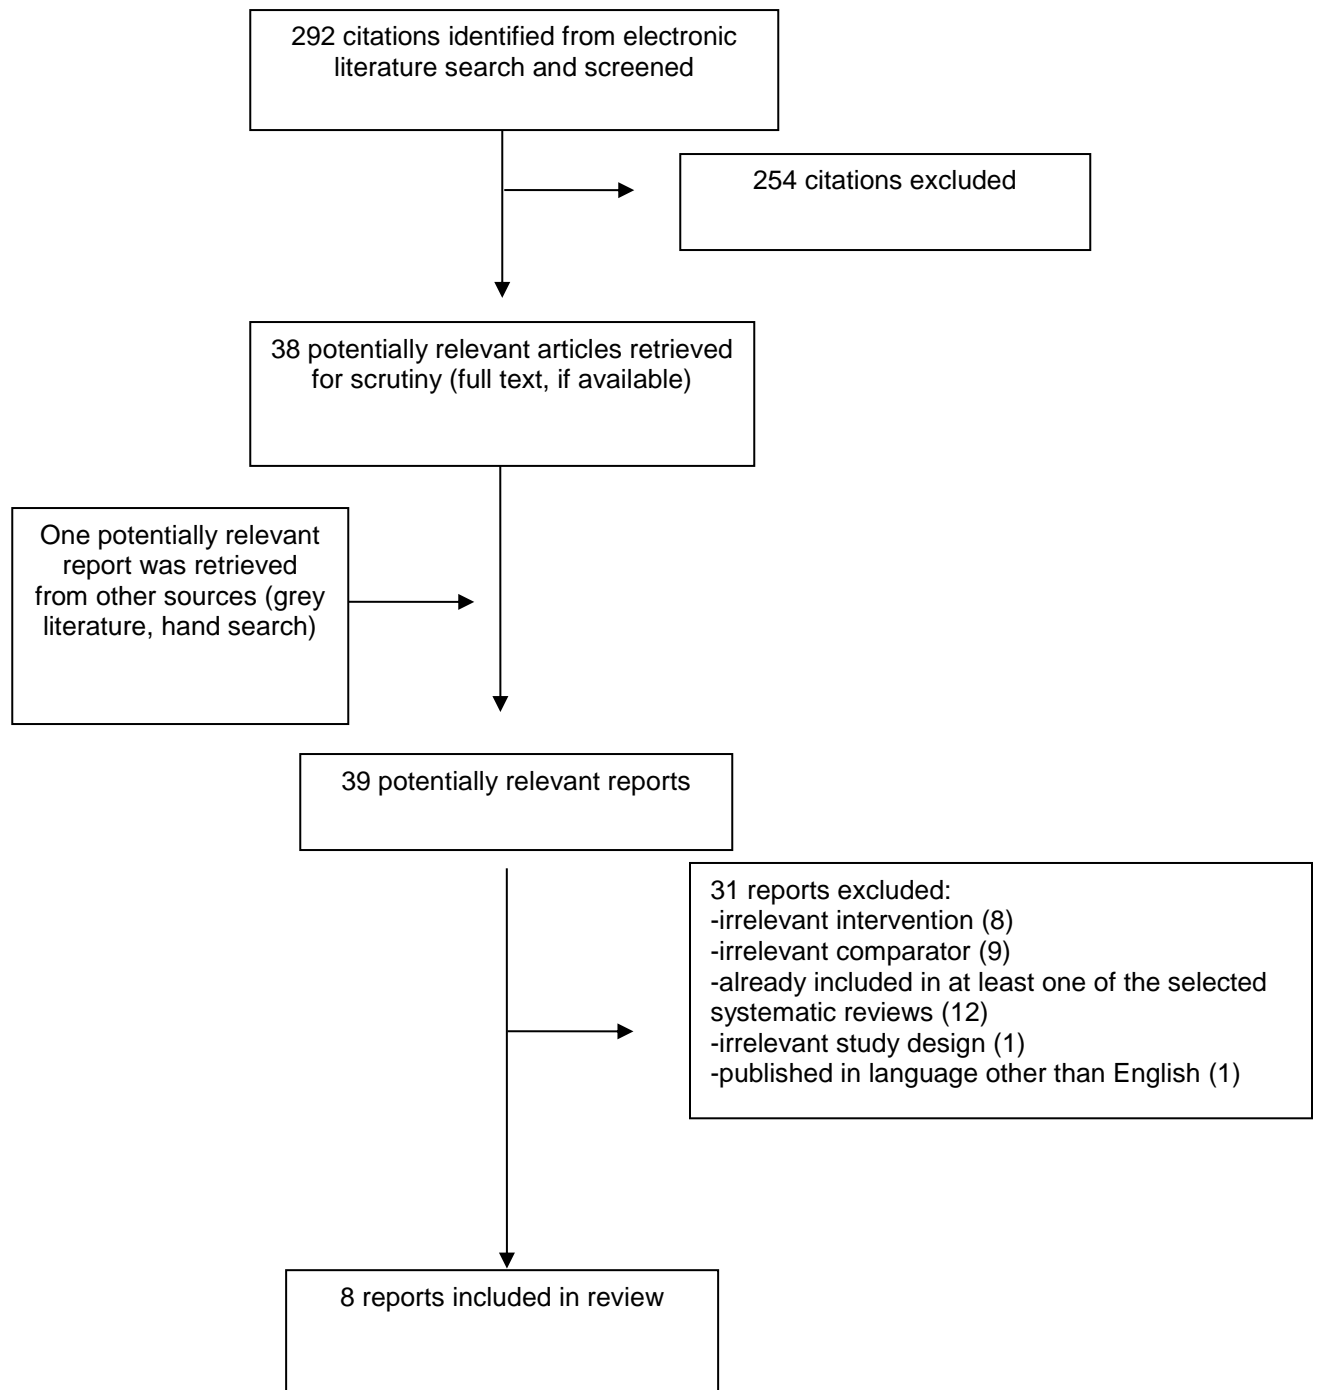 292 citations identified from electronic
literature search and screened
254 citations excluded
38 potentially relevant articles retrieved
for scrutiny (full text, if available)
One potentially relevant
report was retrieved
from other sources (grey
literature, hand search)
39 potentially relevant reports
31 reports excluded:
-irrelevant intervention (8)
-irrelevant comparator (9)
-already included in at least one of the selected
systematic reviews (12)
-irrelevant study design (1)
-published in language other than English (1)
8 reports included in review